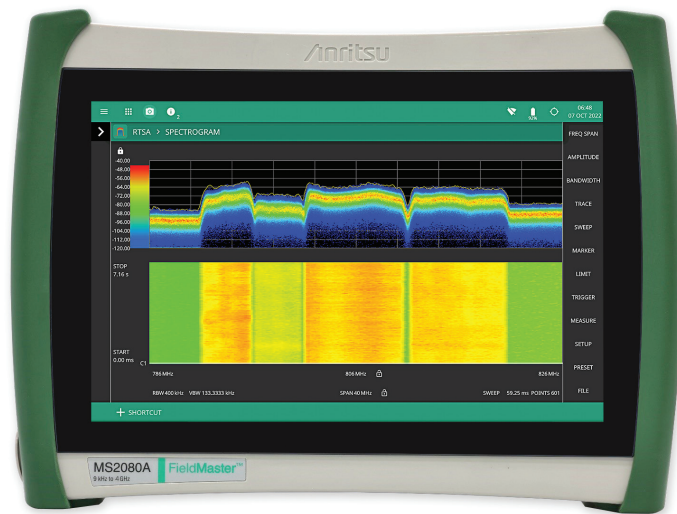 Anritsu
2
92%
06:48
07 OCT 2022
RTSA > SPECTROGRAM
FREQ SPAN
AMPLITUDE
BANDWIDTH
TRACE
SWEEP
MARKER
LIMIT
TRIGGER
MEASURE
SETUP
PRESET
FILE
-40.00
-48.00
-56.00
-64.00
-72.00
-80.00
-88.00
-96.00
-104.00
-112.00
-120.00
STOP
7.16 s
START
0.00 ms
C1
786 MHz
806 MHz
826 MHz
RBW 400 kHz VBW 133.3333 kHz
SPAN 40 MHz
SWEEP 59.25 ms POINTS 601
+ SHORTCUT
MS2080A
9 kHz to 4 GHz
FieldMaster™